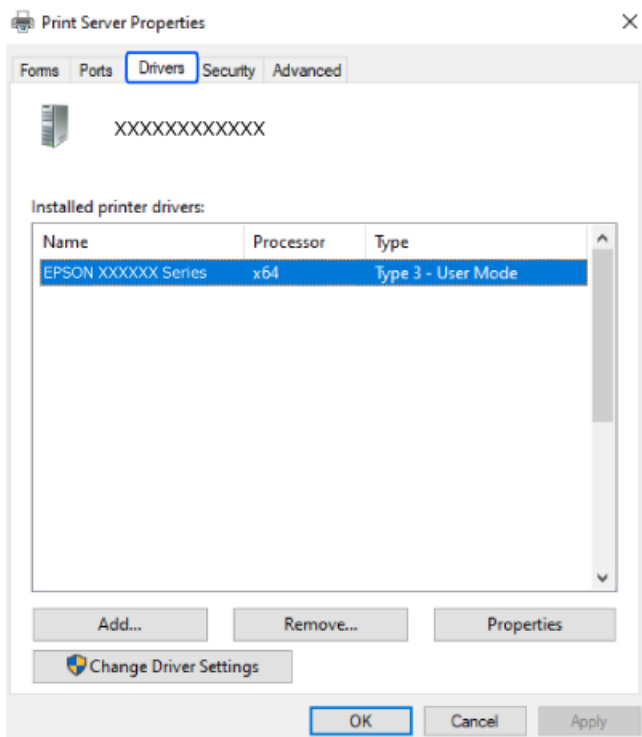 Print Server Properties
Forms Ports Drivers Security Advanced
XXXXXXXXXXXX
Installed printer drivers:
Name Processor Type
EPSON XXXXXX Series x64 Type 3 - User Mode
Add... Remove... Properties
Change Driver Settings
OK Cancel Apply